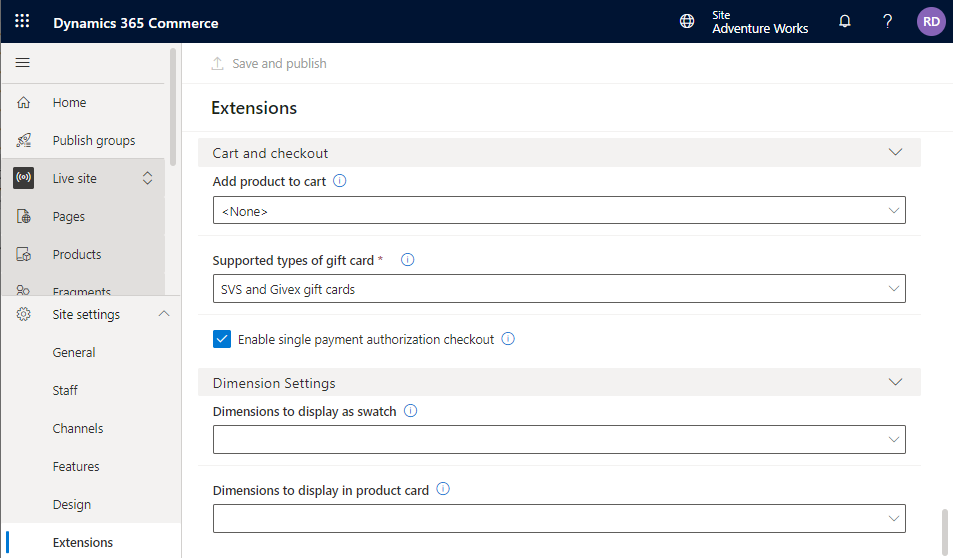 Dynamics 365 Commerce
Site
Adventure Works
?
RD
Save and publish
Home
Publish groups
Live site
Pages
Products
Fragments
Site settings
General
Staff
Channels
Features
Design
Extensions
Extensions
Cart and checkout
Add product to cart
<None>
Supported types of gift card *
SVS and Givex gift cards
Enable single payment authorization checkout
Dimension Settings
Dimensions to display as swatch
Dimensions to display in product card